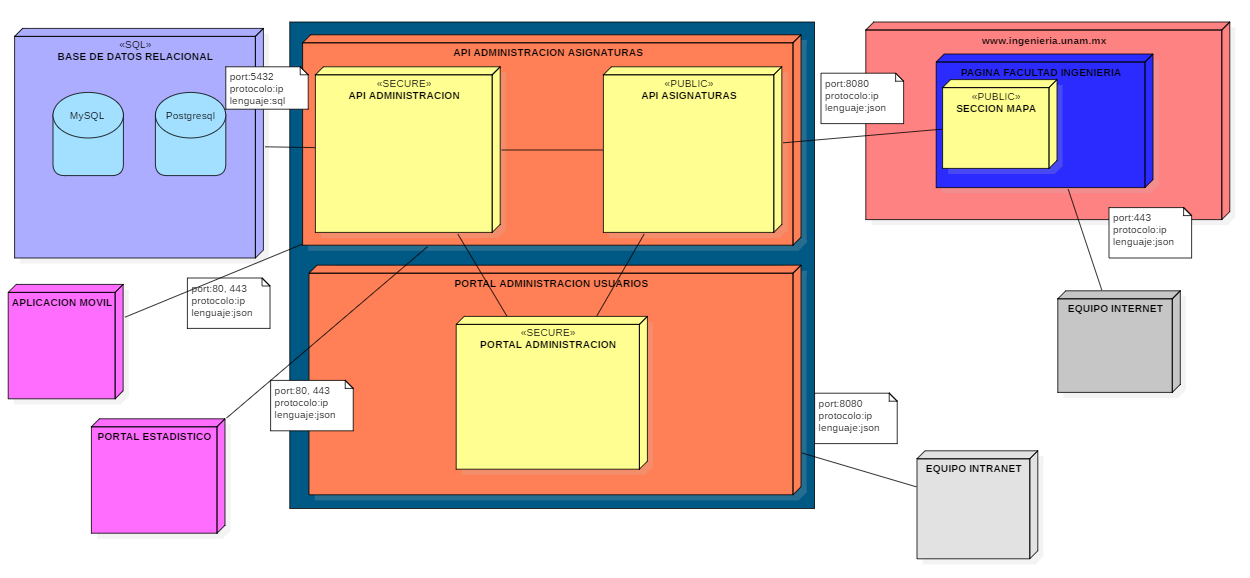 «SQL»
BASE DE DATOS RELACIONAL
MySQL
Postgresql
port:5432
protocolo:ip
lenguaje:sql
API ADMINISTRACION ASIGNATURAS
«SECURE»
API ADMINISTRACION
«PUBLIC»
API ASIGNATURAS
port:8080
protocolo:ip
lenguaje:json
www.ingenieria.unam.mx
PAGINA FACULTAD INGENIERIA
«PUBLIC»
SECCION MAPA
port:443
protocolo:ip
lenguaje:json
APLICACION MOVIL
port:80, 443
protocolo:ip
lenguaje:json
PORTAL ADMINISTRACION USUARIOS
«SECURE»
PORTAL ADMINISTRACION
EQUIPO INTERNET
PORTAL ESTADISTICO
port:80, 443
protocolo:ip
lenguaje:json
port:8080
protocolo:ip
lenguaje:json
EQUIPO INTRANET